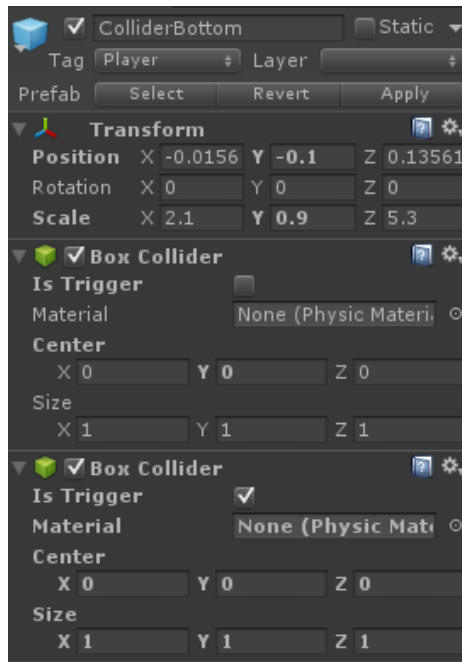 ColliderBottom Static
Tag Player Layer
Prefab Select Revert Apply
Transform
Position X -0.0156 Y -0.1 Z 0.13561
Rotation X 0 Y 0 Z 0
Scale X 2.1 Y 0.9 Z 5.3
Box Collider
Is Trigger
Material None (Physic Materi
Center
X 0 Y 0 Z 0
Size
X 1 Y 1 Z 1
Box Collider
Is Trigger
Material None (Physic Mate
Center
X 0 Y 0 Z 0
Size
X 1 Y 1 Z 1